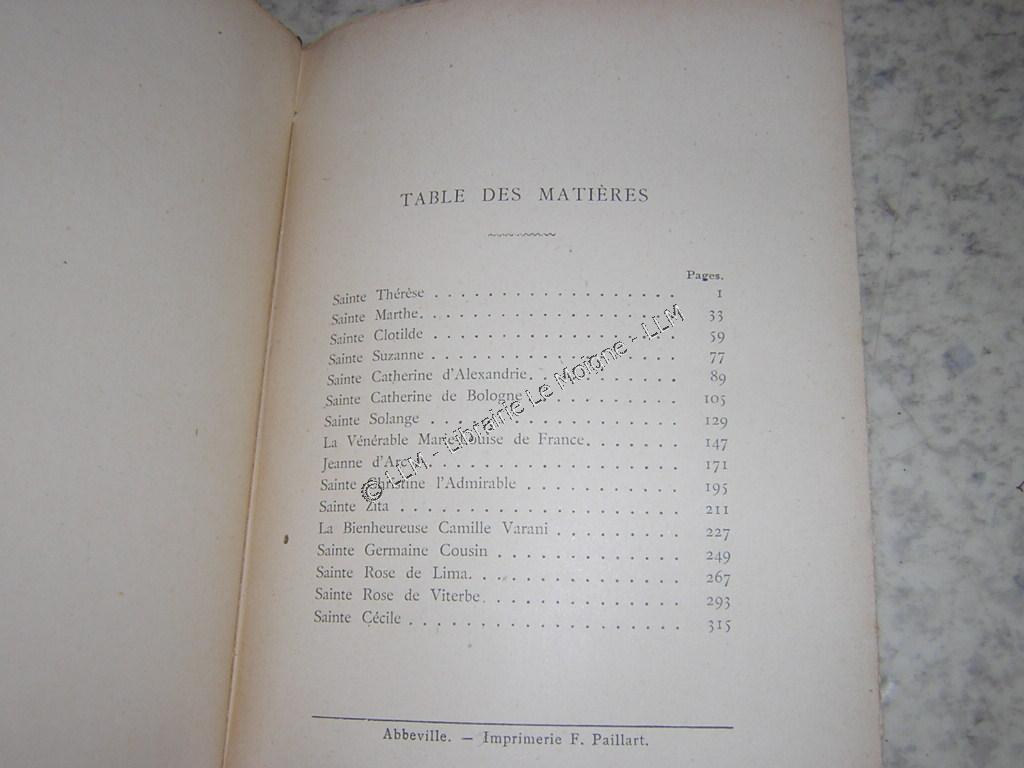 TABLE DES MATIÈRES
Pages.
Sainte Thérèse . . . . . . . . . . . . . . . . . . 1
Sainte Marthe. . . . . . . . . . . . . . . . . . . 33
Sainte Clotilde . . . . . . . . . . . . . . . . . . 59
Sainte Suzanne . . . . . . . . . . . . . . . . . . 77
Sainte Catherine d'Alexandrie. . . . . . . . . . . 89
Sainte Catherine de Bologne . . . . . . . . . . . 105
Sainte Solange . . . . . . . . . . . . . . . . . . 129
La Vénérable Marie-Louise de France. . . . . . . 147
Jeanne d'Arc . . . . . . . . . . . . . . . . . . . 171
Sainte Christine l'Admirable . . . . . . . . . . . 195
Sainte Zita . . . . . . . . . . . . . . . . . . . . 211
La Bienheureuse Camille Varani . . . . . . . . . 227
Sainte Germaine Cousin . . . . . . . . . . . . . 249
Sainte Rose de Lima. . . . . . . . . . . . . . . . 267
Sainte Rose de Viterbe. . . . . . . . . . . . . . . 293
Sainte Cécile . . . . . . . . . . . . . . . . . . . 315
Abbeville. — Imprimerie F. Paillart.
© LLM - Librairie Le Moigne - LLM